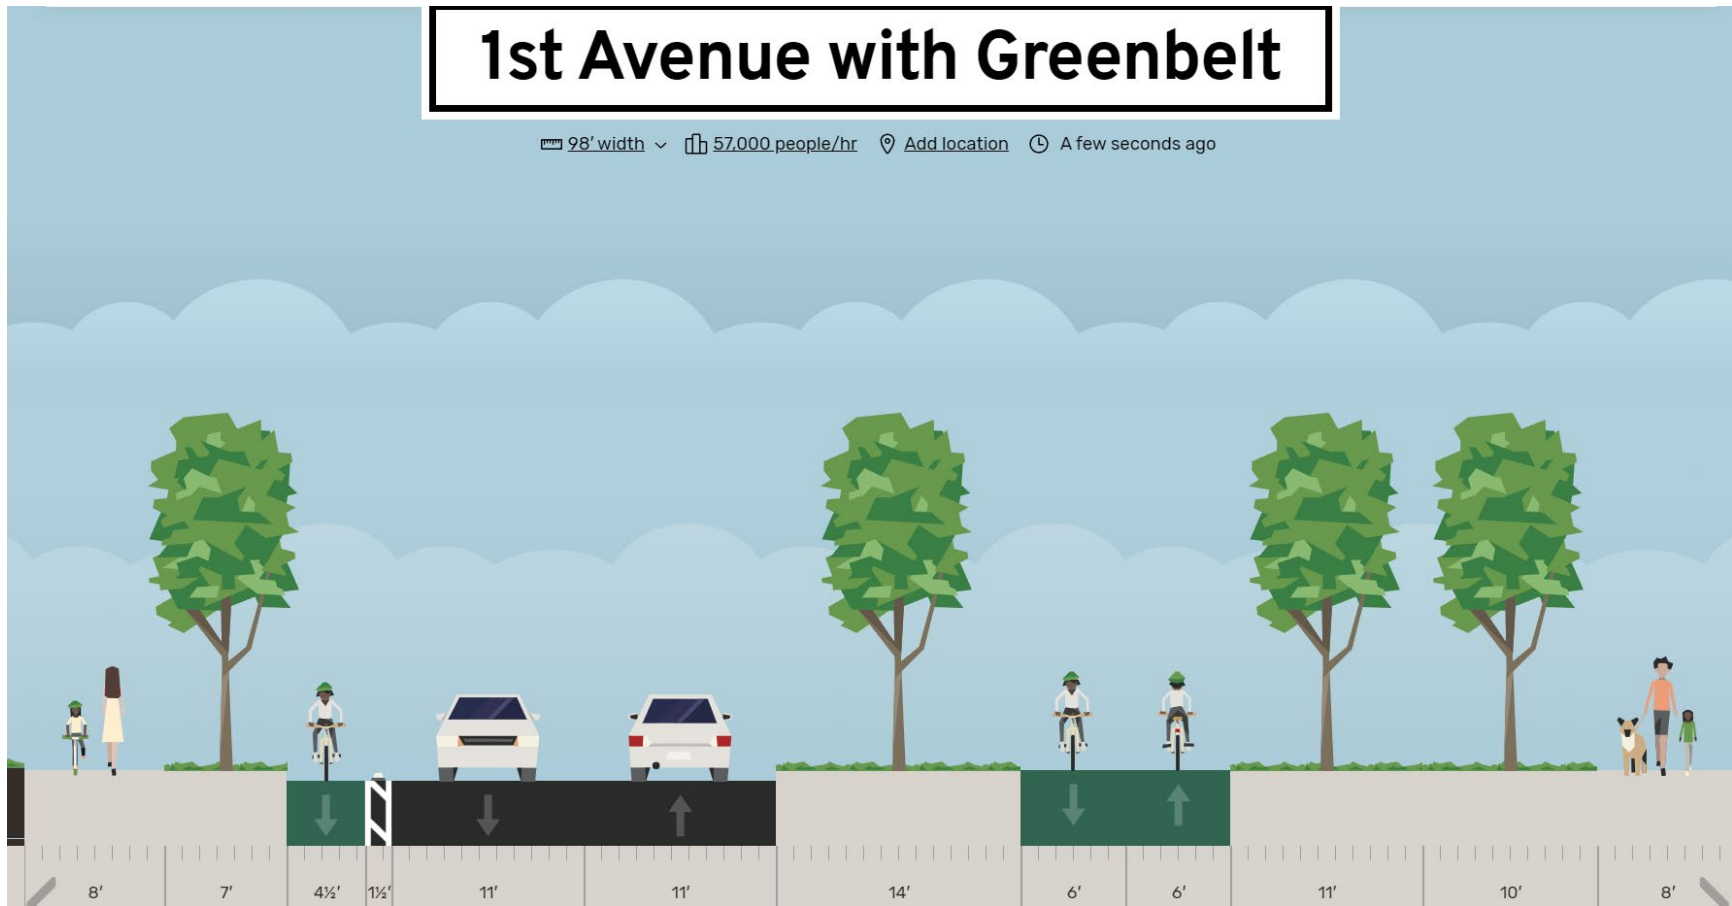 1st Avenue with Greenbelt
98′ width 57,000 people/hr Add location A few seconds ago
8′ 7′ 4½′ 1½′ 11′ 11′ 14′ 6′ 6′ 11′ 10′ 8′